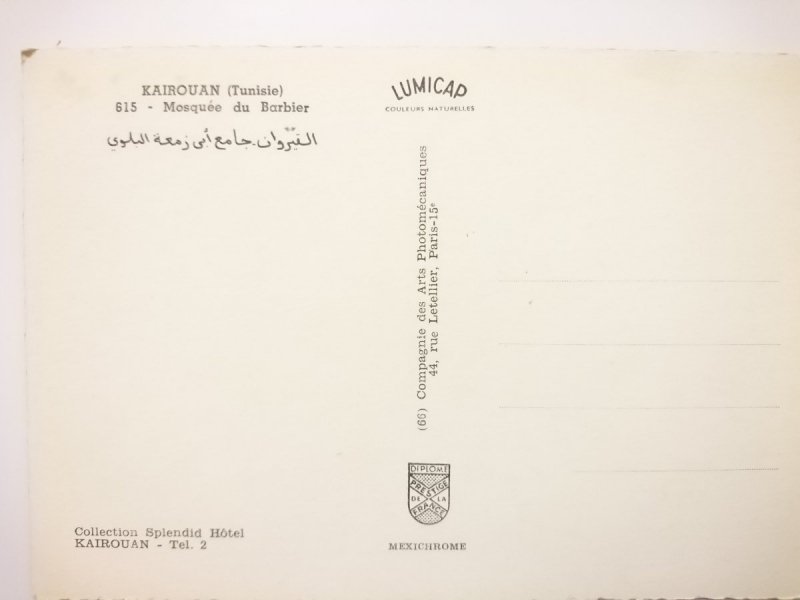 KAIROUAN (Tunisie)
615 - Mosquée du Barbier
القيروان. جامع أبي زمعة البلوي
LUMICAP
COULEURS NATURELLES
(66) Compagnie des Arts Photomécaniques
44, rue Letellier, Paris-15e
DIPLOME
PRESTIGE
DE LA
FRANCE
MEXICHROME
Collection Splendid Hôtel
KAIROUAN - Tel. 2